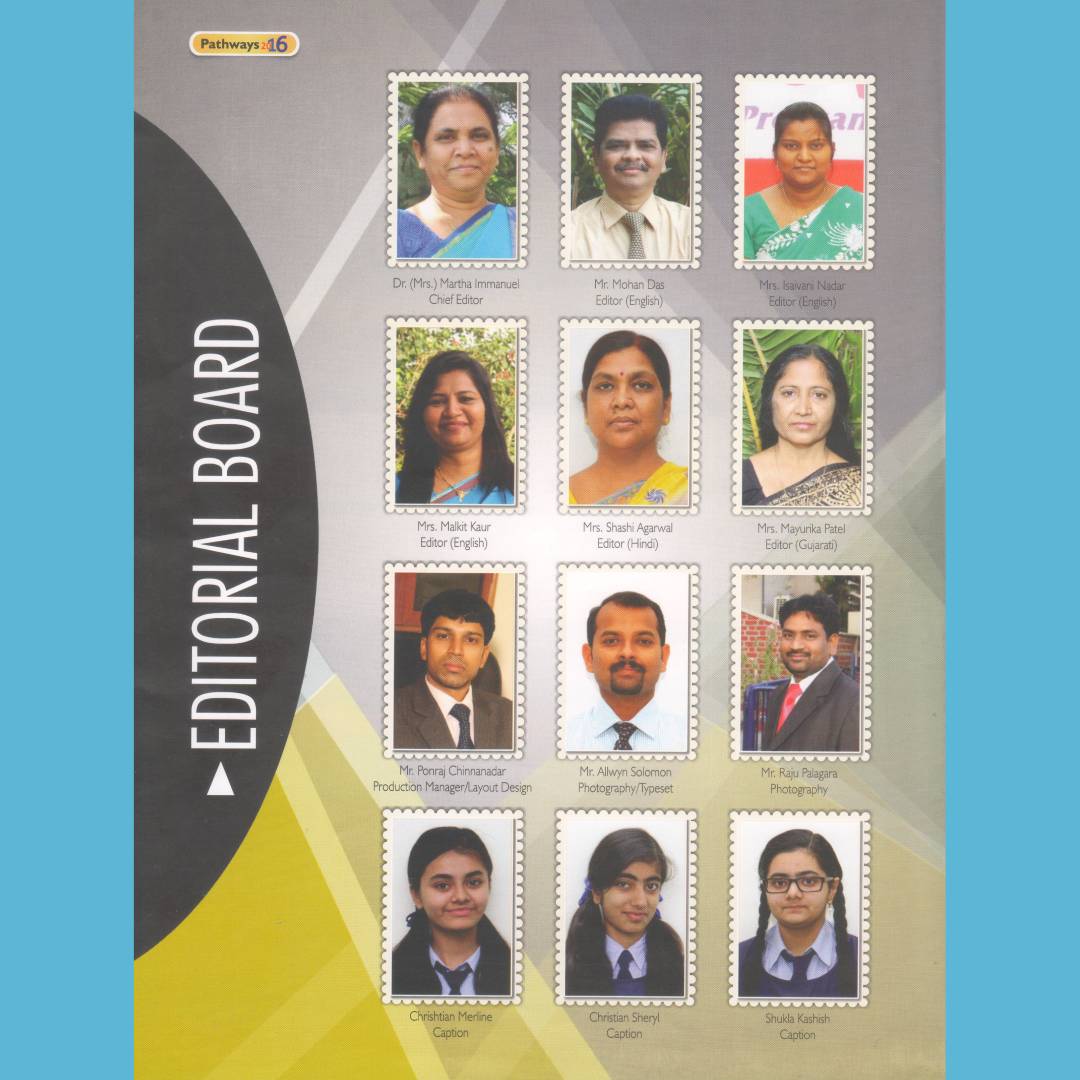 Pathways 2016
EDITORIAL BOARD
Program
Dr. (Mrs.) Martha Immanuel
Chief Editor
Mr. Mohan Das
Editor (English)
Mrs. Isaivani Nadar
Editor (English)
Mrs. Malkit Kaur
Editor (English)
Mrs. Shashi Agarwal
Editor (Hindi)
Mrs. Mayurika Patel
Editor (Gujarati)
Mr. Ponraj Chinnanadar
Production Manager/Layout Design
Mr. Allwyn Solomon
Photography/Typeset
Mr. Raju Palagara
Photography
Chrishtian Merline
Caption
Christian Sheryl
Caption
Shukla Kashish
Caption